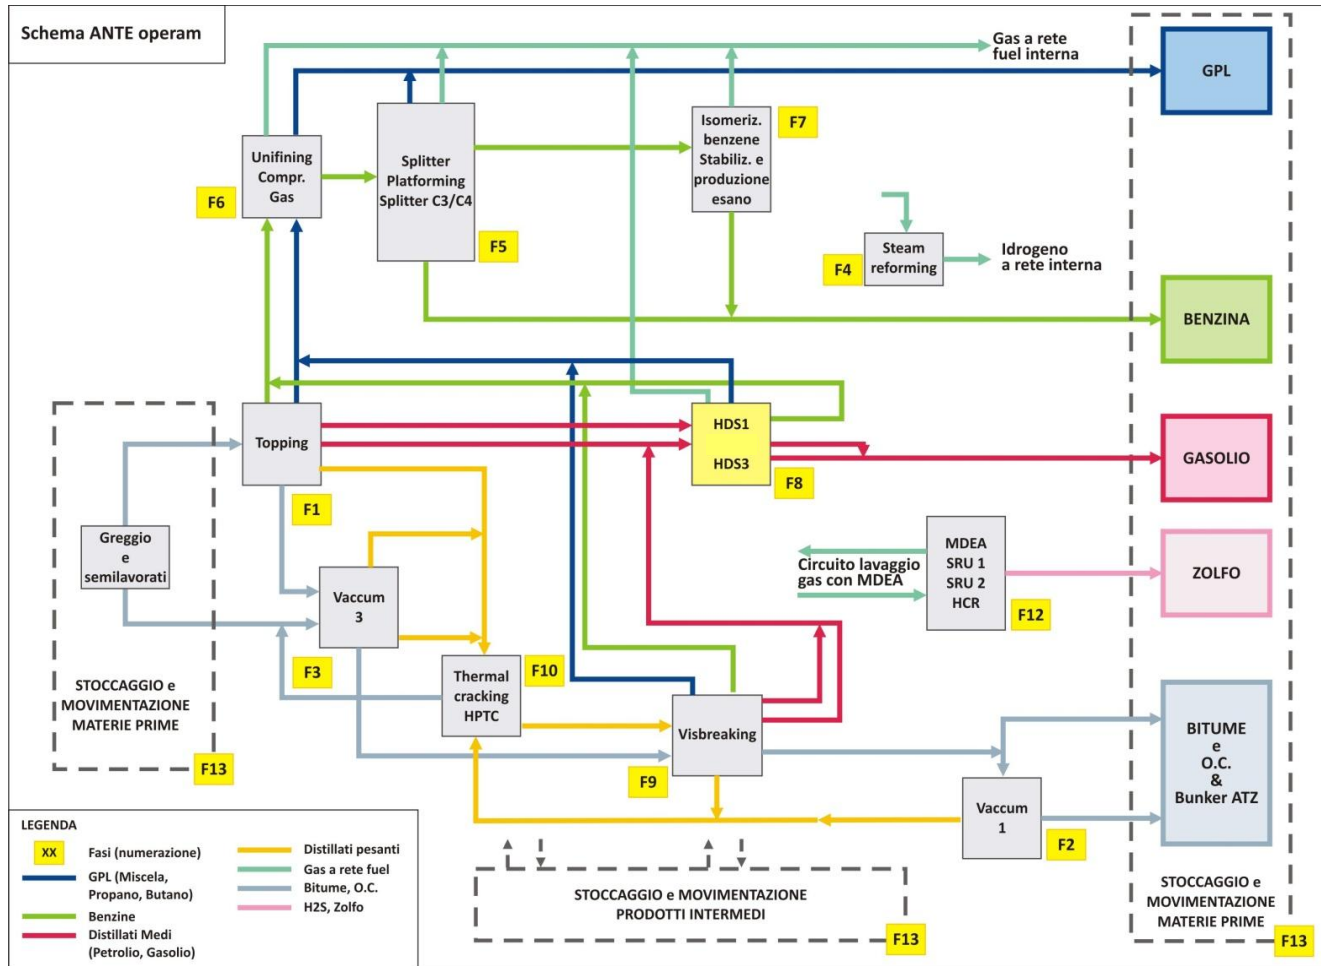 Schema ANTE operam
Gas a rete
fuel interna
GPL
Isomeriz.
benzene
Stabiliz. e
produzione
esano
F7
Unifining
Compr.
Gas
F6
Splitter
Platforming
Splitter C3/C4
F5
Steam
reforming
F4
Idrogeno
a rete interna
BENZINA
Topping
F1
HDS1
HDS3
F8
GASOLIO
Greggio
e
semilavorati
Vaccum
3
F3
MDEA
SRU 1
SRU 2
HCR
F12
Circuito lavaggio
gas con MDEA
ZOLFO
STOCCAGGIO e
MOVIMENTAZIONE
MATERIE PRIME
F13
Thermal
cracking
HPTC
F10
Visbreaking
F9
Vaccum
1
F2
BITUME
e
O.C.
&
Bunker ATZ
STOCCAGGIO e
MOVIMENTAZIONE
MATERIE PRIME
F13
STOCCAGGIO e MOVIMENTAZIONE
PRODOTTI INTERMEDI
F13
LEGENDA
XX
Fasi (numerazione)
GPL (Miscela,
Propano, Butano)
Benzine
Distillati Medi
(Petrolio, Gasolio)
Distillati pesanti
Gas a rete fuel
Bitume, O.C.
H2S, Zolfo